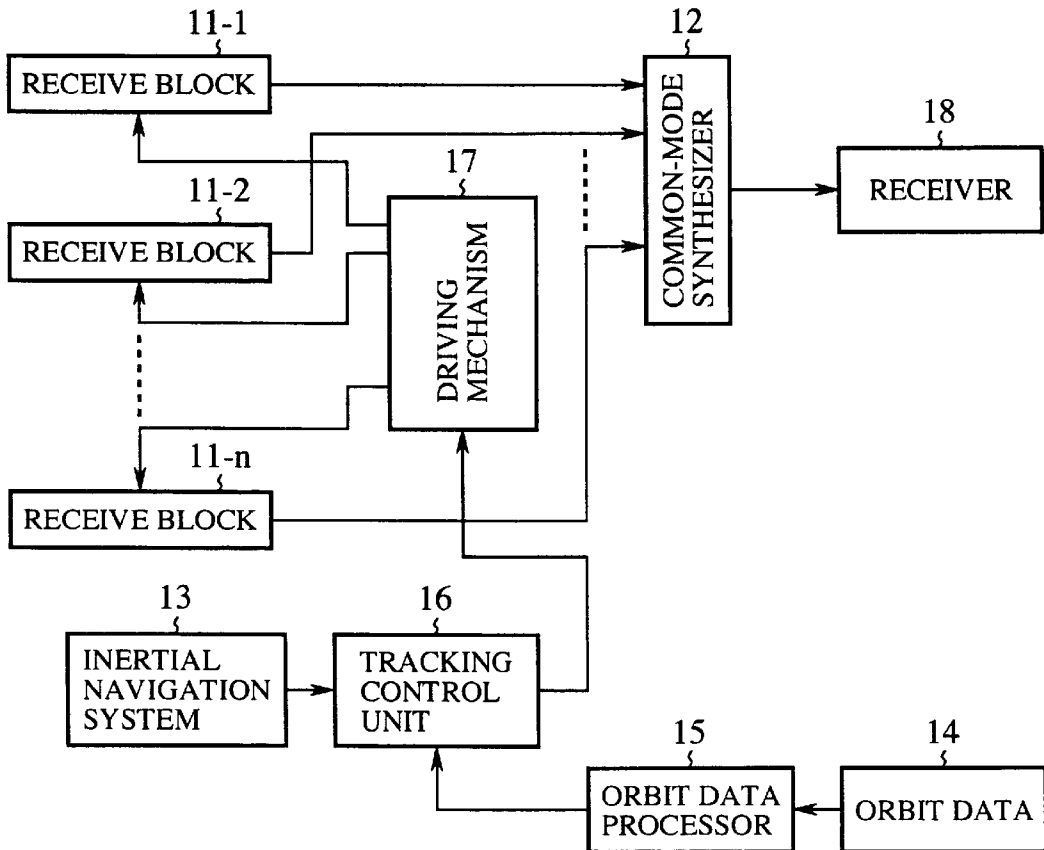 11-1
RECEIVE BLOCK
12
COMMON-MODE
SYNTHESIZER
18
RECEIVER
17
DRIVING
MECHANISM
11-2
RECEIVE BLOCK
11-n
RECEIVE BLOCK
13
INERTIAL
NAVIGATION
SYSTEM
16
TRACKING
CONTROL
UNIT
15
ORBIT DATA
PROCESSOR
14
ORBIT DATA